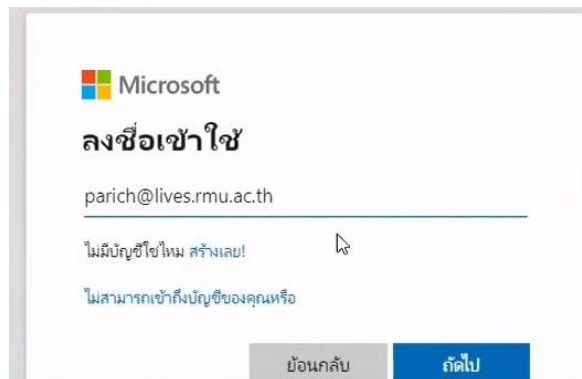 Microsoft
ลงชื่อเข้าใช้
parich@lives.rmu.ac.th
ไม่มีบัญชีใช่ไหม สร้างเลย!
ไม่สามารถเข้าถึงบัญชีของคุณหรือ
ย้อนกลับ ถัดไป